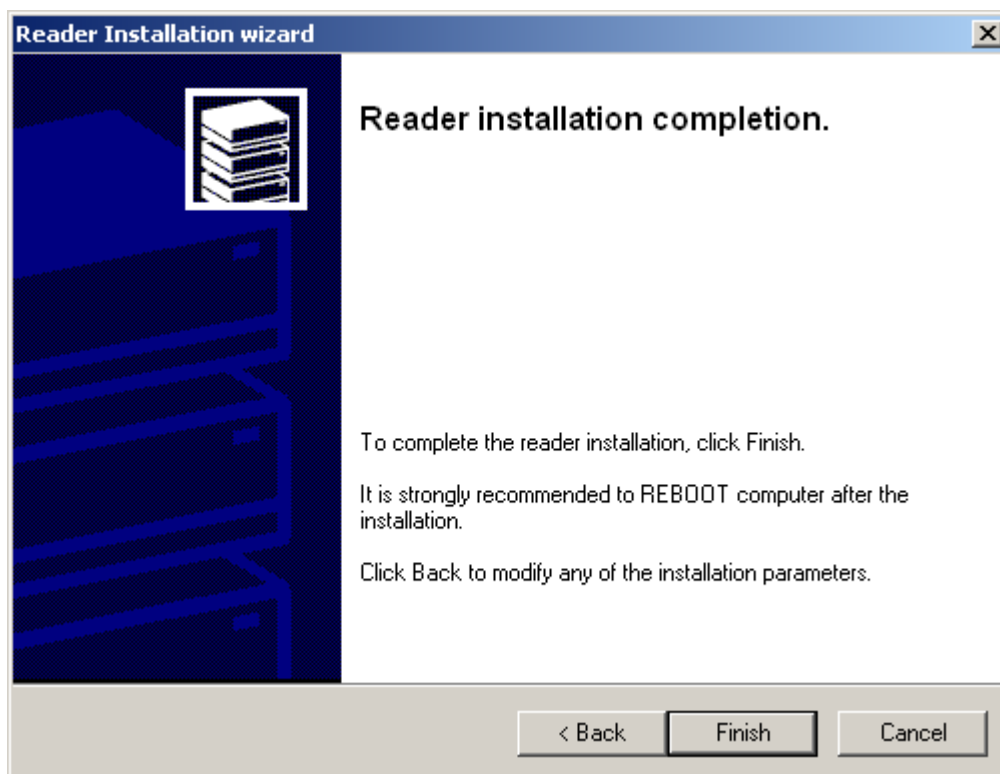 Reader Installation wizard
Reader installation completion.
To complete the reader installation, click Finish.
It is strongly recommended to REBOOT computer after the
installation.
Click Back to modify any of the installation parameters.
< Back
Finish
Cancel